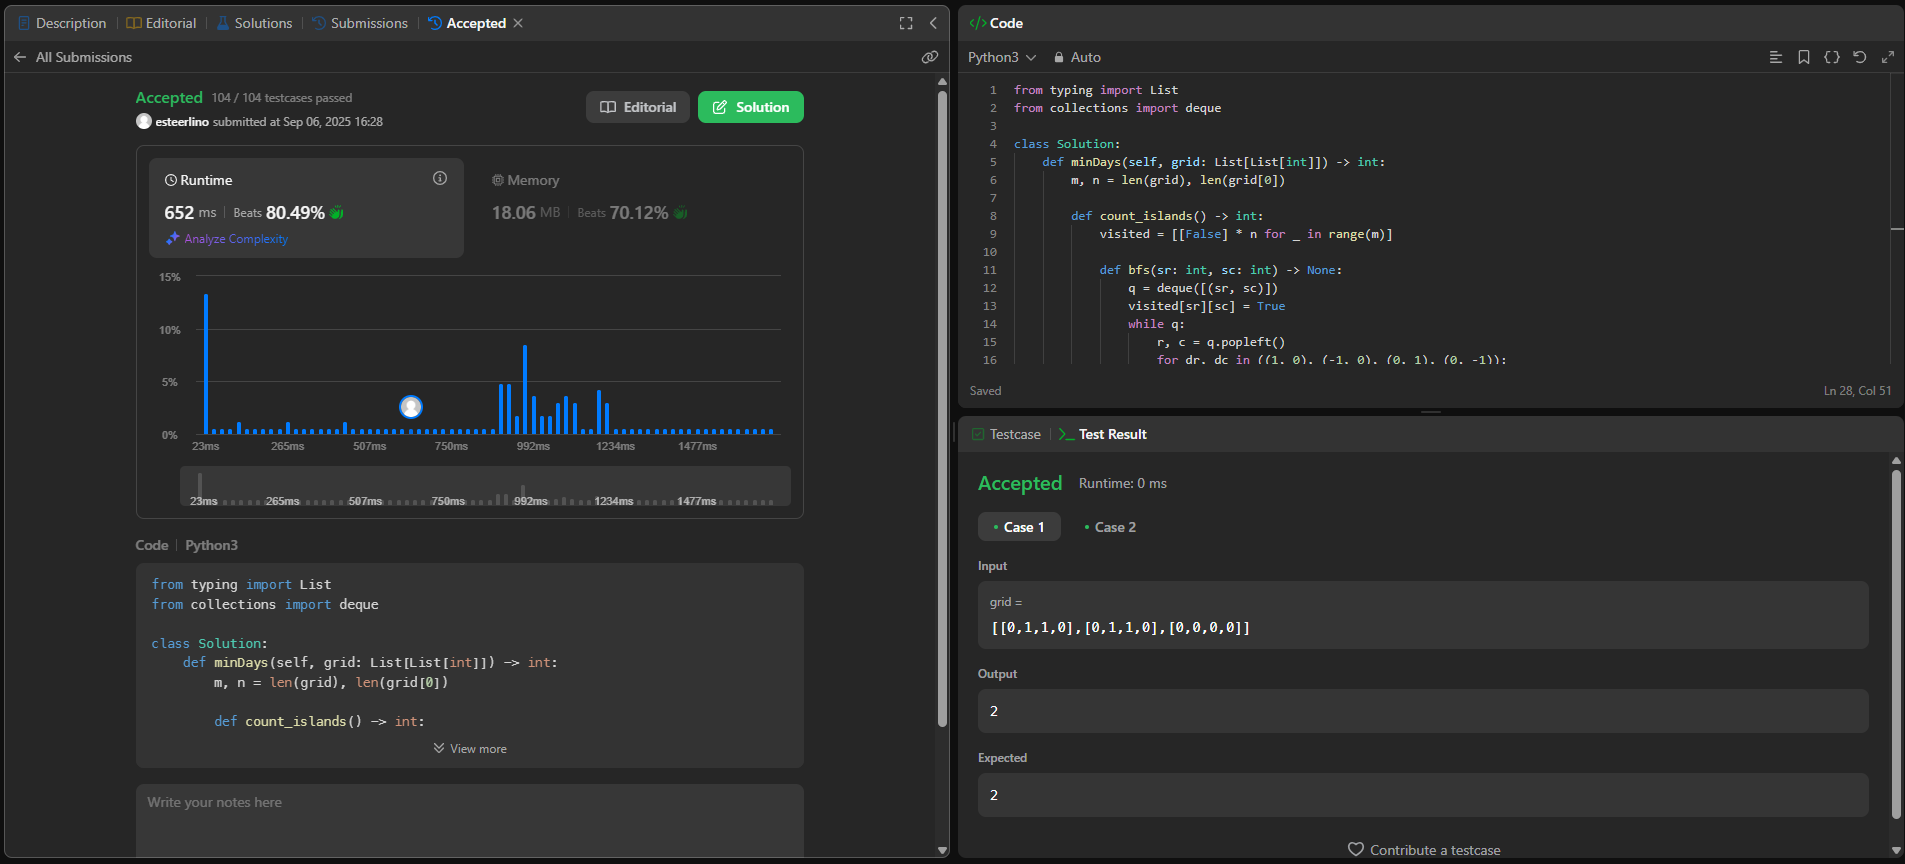 Description
Editorial
Solutions
Submissions
Accepted
All Submissions
Accepted 104 / 104 testcases passed
esteerlino submitted at Sep 06, 2025 16:28
Editorial
Solution
Runtime
652 ms Beats 80.49%
Analyze Complexity
Memory
18.06 MB Beats 70.12%
15%
10%
5%
0%
23ms 265ms 507ms 750ms 992ms 1234ms 1477ms
23ms 265ms 507ms 750ms 992ms 1234ms 1477ms
Code Python3
from typing import List
from collections import deque
class Solution:
def minDays(self, grid: List[List[int]]) -> int:
m, n = len(grid), len(grid[0])
def count_islands() -> int:
View more
Write your notes here
</> Code
Python3 Auto
1 from typing import List
2 from collections import deque
3
4 class Solution:
5 def minDays(self, grid: List[List[int]]) -> int:
6 m, n = len(grid), len(grid[0])
7
8 def count_islands() -> int:
9 visited = [[False] * n for _ in range(m)]
10
11 def bfs(sr: int, sc: int) -> None:
12 q = deque([(sr, sc)])
13 visited[sr][sc] = True
14 while q:
15 r, c = q.popleft()
16 for dr, dc in ((1, 0), (-1, 0), (0, 1), (0, -1)):
Saved
Ln 28, Col 51
Testcase
Test Result
Accepted Runtime: 0 ms
Case 1
Case 2
Input
grid =
[[0,1,1,0],[0,1,1,0],[0,0,0,0]]
Output
2
Expected
2
Contribute a testcase